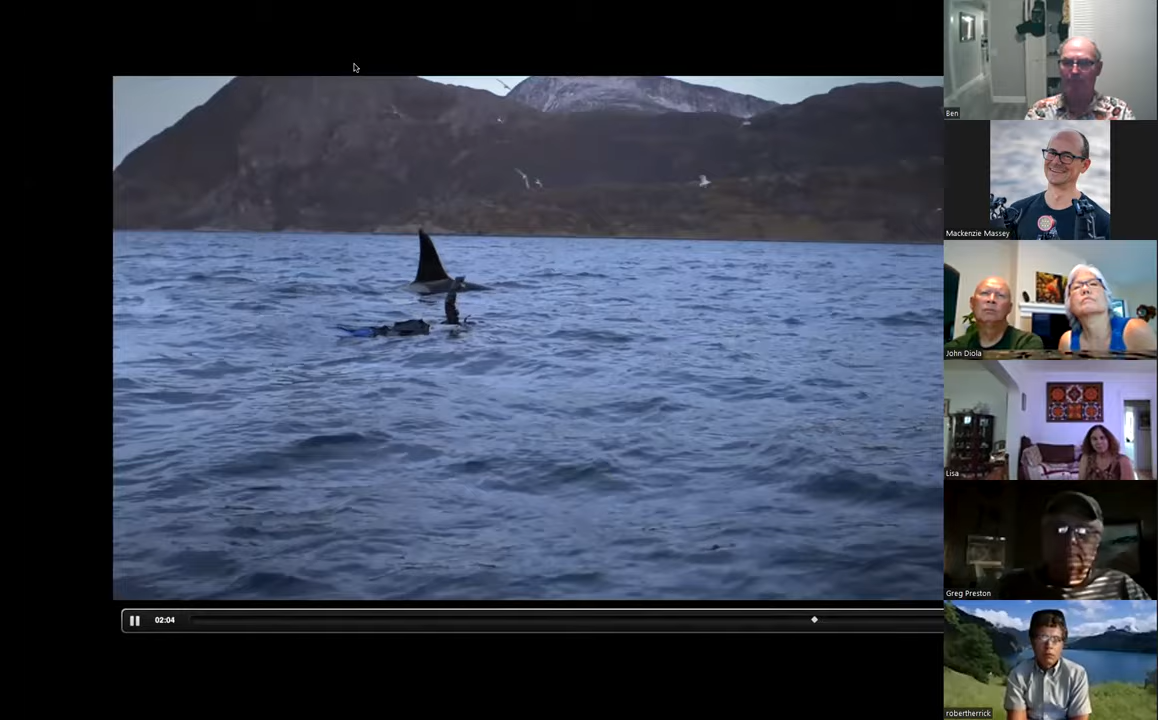 Ben
Mackenzie Massey
John Diola
Lisa
Greg Preston
robertherrick
02:04